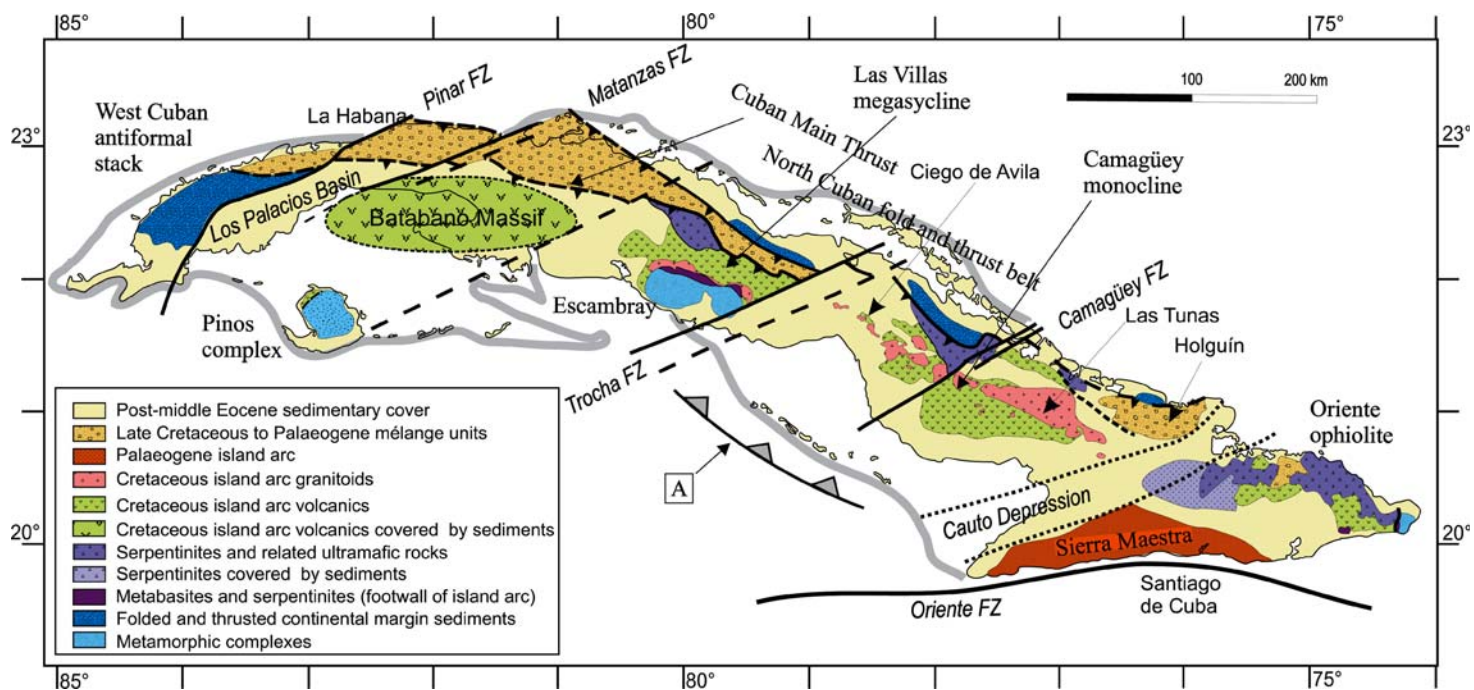 85°
80°
75°
Pinar FZ
Matanzas FZ
Las Villas
megasycline
100
200 km
West Cuban
antiformal
stack
La Habana
Cuban Main Thrust
23°
23°
North Cuban fold and thrust belt
Ciego de Avila
Camagüey
monocline
Los Palacios Basin
Batabano Massif
Escambray
Camagüey FZ
Las Tunas
Holguín
Pinos
complex
Trocha FZ
Oriente
ophiolite
A
Cauto Depression
20°
20°
Sierra Maestra
Santiago
de Cuba
Oriente FZ
Post-middle Eocene sedimentary cover
Late Cretaceous to Palaeogene mélange units
Palaeogene island arc
Cretaceous island arc granitoids
Cretaceous island arc volcanics
Cretaceous island arc volcanics covered by sediments
Serpentinites and related ultramafic rocks
Serpentinites covered by sediments
Metabasites and serpentinites (footwall of island arc)
Folded and thrusted continental margin sediments
Metamorphic complexes
85°
80°
75°